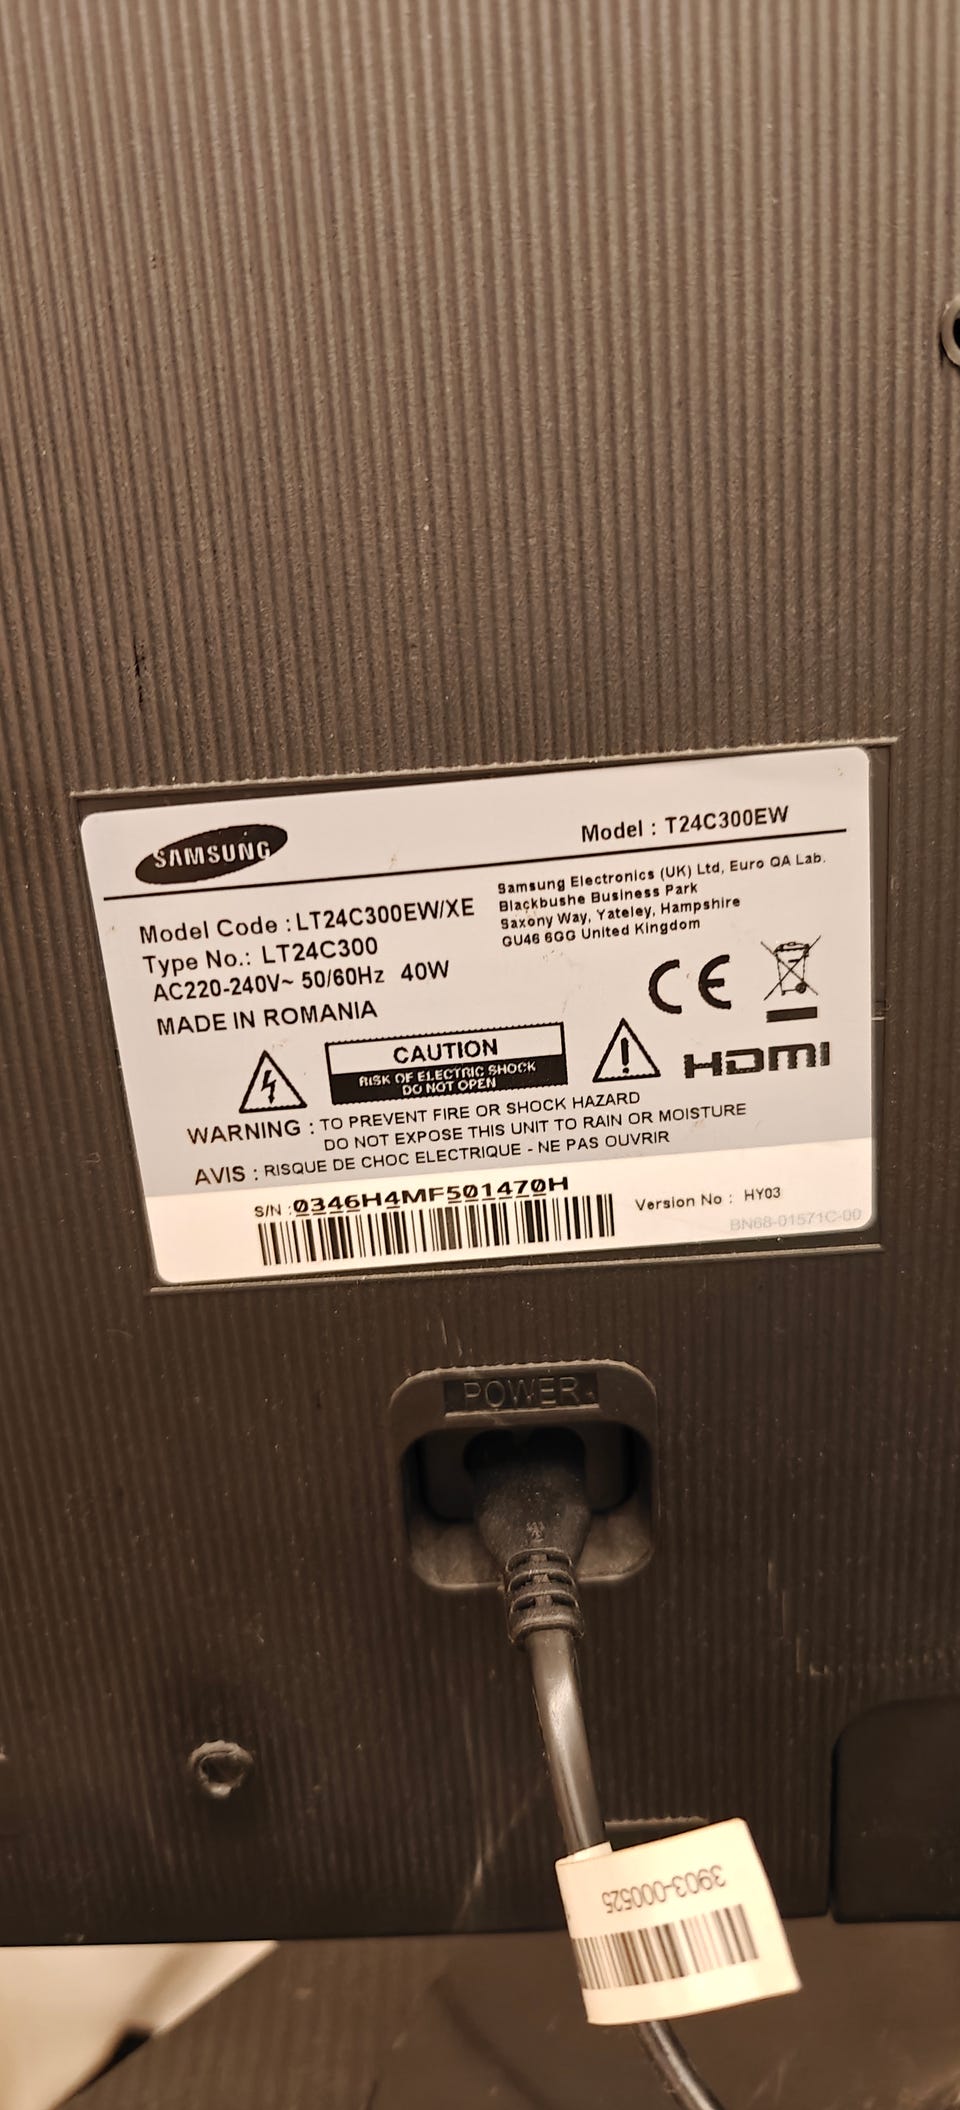 SAMSUNG
Model : T24C300EW
Model Code : LT24C300EW/XE
Type No.: LT24C300
AC220-240V~ 50/60Hz 40W
MADE IN ROMANIA
Samsung Electronics (UK) Ltd, Euro QA Lab.
Blackbushe Business Park
Saxony Way, Yateley, Hampshire
GU46 6GG United Kingdom
CE
CAUTION
RISK OF ELECTRIC SHOCK
DO NOT OPEN
HDMI
WARNING : TO PREVENT FIRE OR SHOCK HAZARD
DO NOT EXPOSE THIS UNIT TO RAIN OR MOISTURE
AVIS : RISQUE DE CHOC ELECTRIQUE - NE PAS OUVRIR
S/N : 0346H4MF501470H
Version No : HY03
BN68-01571C-00
POWER
3903-000525